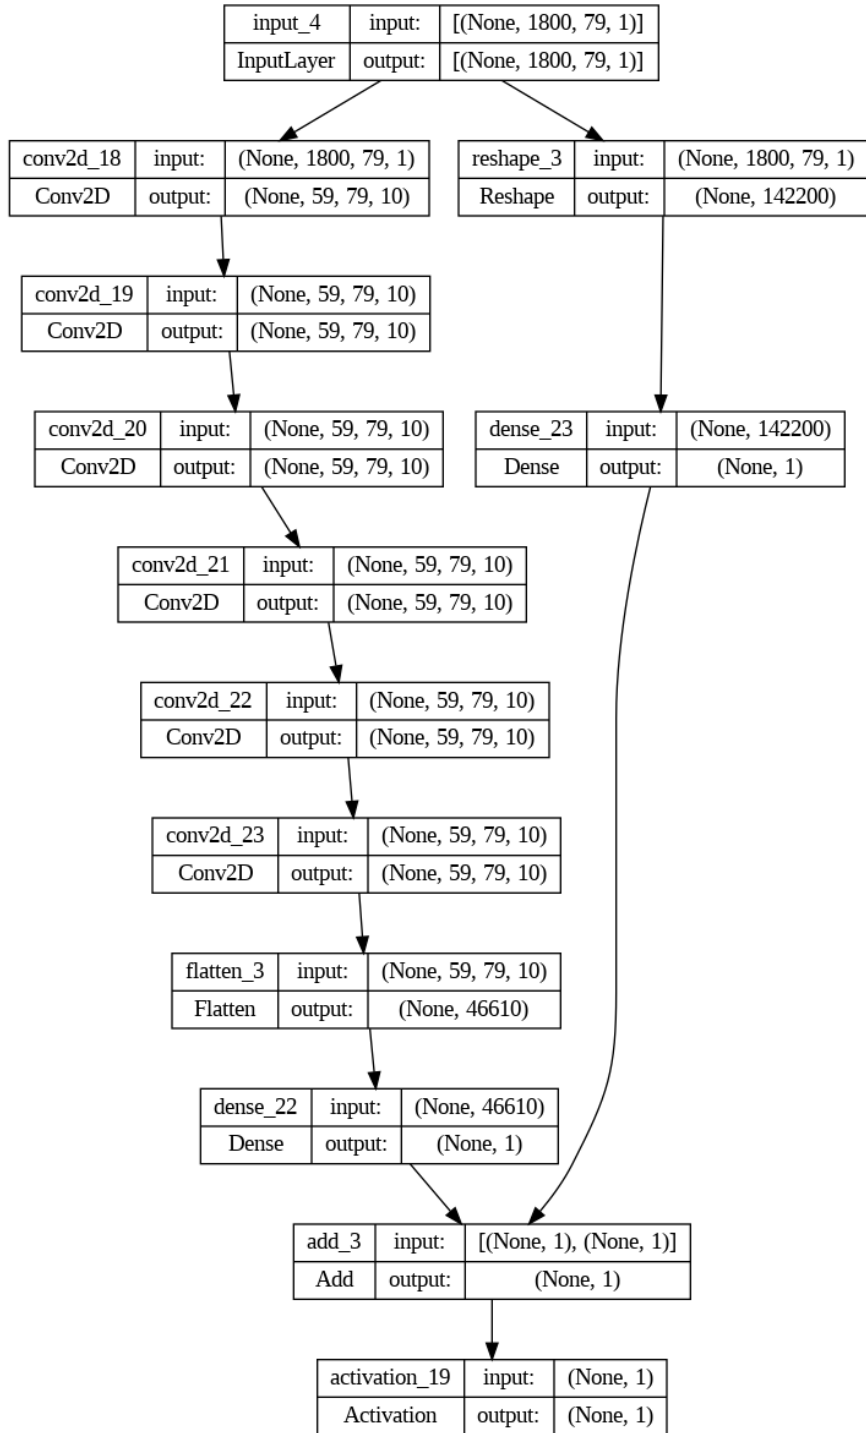 input_4 input: [(None, 1800, 79, 1)]
InputLayer output: [(None, 1800, 79, 1)]
conv2d_18 input: (None, 1800, 79, 1)
Conv2D output: (None, 59, 79, 10)
reshape_3 input: (None, 1800, 79, 1)
Reshape output: (None, 142200)
conv2d_19 input: (None, 59, 79, 10)
Conv2D output: (None, 59, 79, 10)
conv2d_20 input: (None, 59, 79, 10)
Conv2D output: (None, 59, 79, 10)
dense_23 input: (None, 142200)
Dense output: (None, 1)
conv2d_21 input: (None, 59, 79, 10)
Conv2D output: (None, 59, 79, 10)
conv2d_22 input: (None, 59, 79, 10)
Conv2D output: (None, 59, 79, 10)
conv2d_23 input: (None, 59, 79, 10)
Conv2D output: (None, 59, 79, 10)
flatten_3 input: (None, 59, 79, 10)
Flatten output: (None, 46610)
dense_22 input: (None, 46610)
Dense output: (None, 1)
add_3 input: [(None, 1), (None, 1)]
Add output: (None, 1)
activation_19 input: (None, 1)
Activation output: (None, 1)